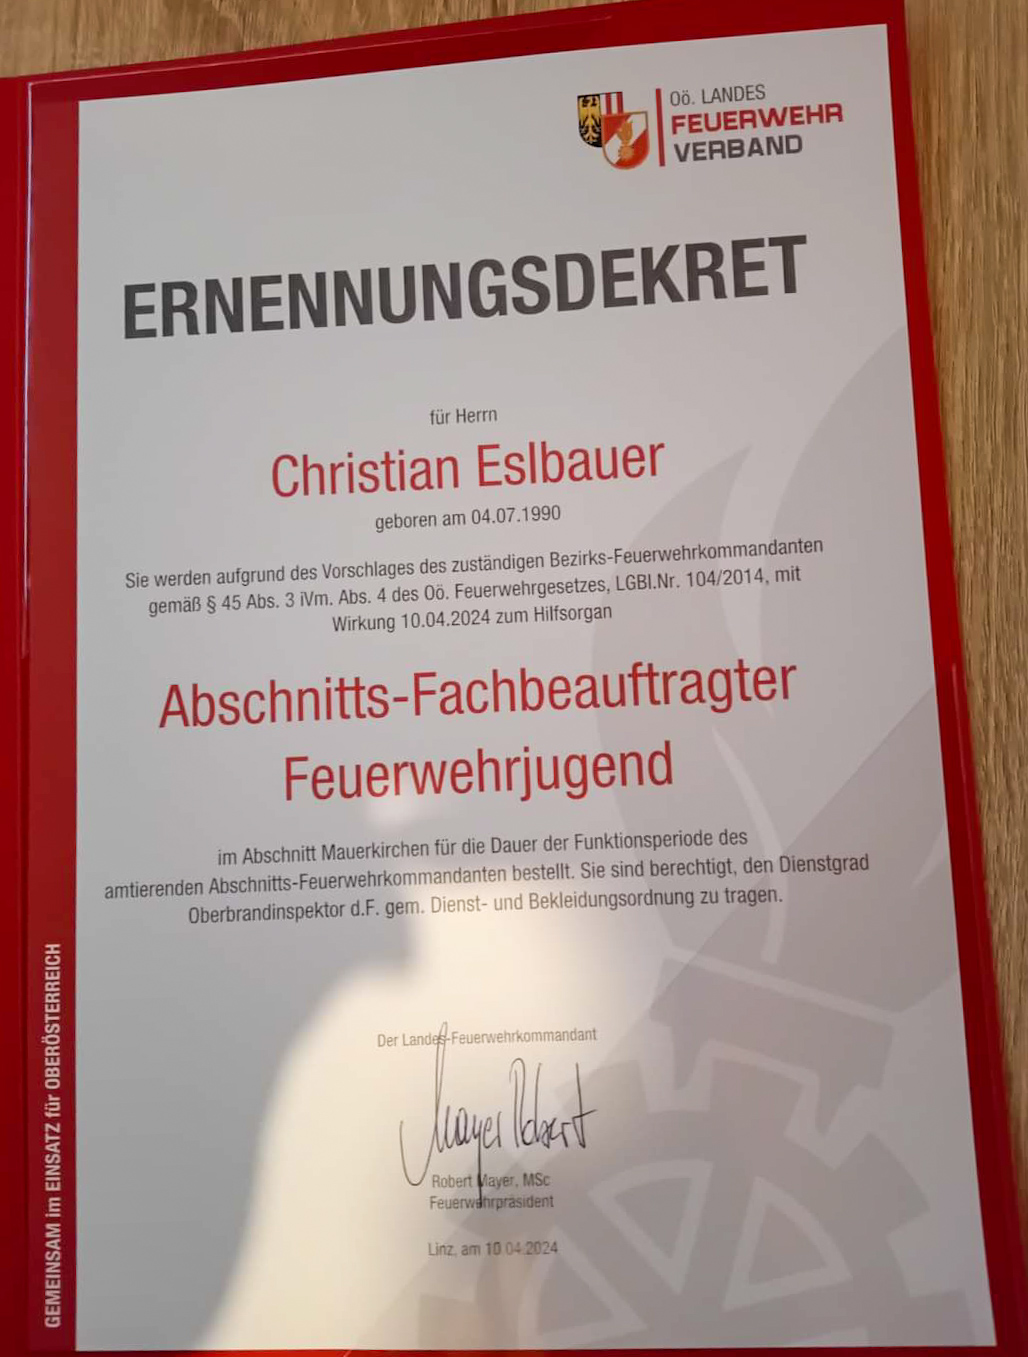 Oö. LANDES
FEUERWEHR
VERBAND
ERNENNUNGSDEKRET
für Herrn
Christian Eslbauer
geboren am 04.07.1990
Sie werden aufgrund des Vorschlages des zuständigen Bezirks-Feuerwehrkommandanten
gemäß § 45 Abs. 3 iVm. Abs. 4 des Oö. Feuerwehrgesetzes, LGBl.Nr. 104/2014, mit
Wirkung 10.04.2024 zum Hilfsorgan
Abschnitts-Fachbeauftragter
Feuerwehrjugend
im Abschnitt Mauerkirchen für die Dauer der Funktionsperiode des
amtierenden Abschnitts-Feuerwehrkommandanten bestellt. Sie sind berechtigt, den Dienstgrad
Oberbrandinspektor d.F. gem. Dienst- und Bekleidungsordnung zu tragen.
Der Landes-Feuerwehrkommandant
Mayer Robert
Robert Mayer, MSc
Feuerwehrpräsident
Linz, am 10.04.2024
GEMEINSAM im EINSATZ für OBERÖSTERREICH